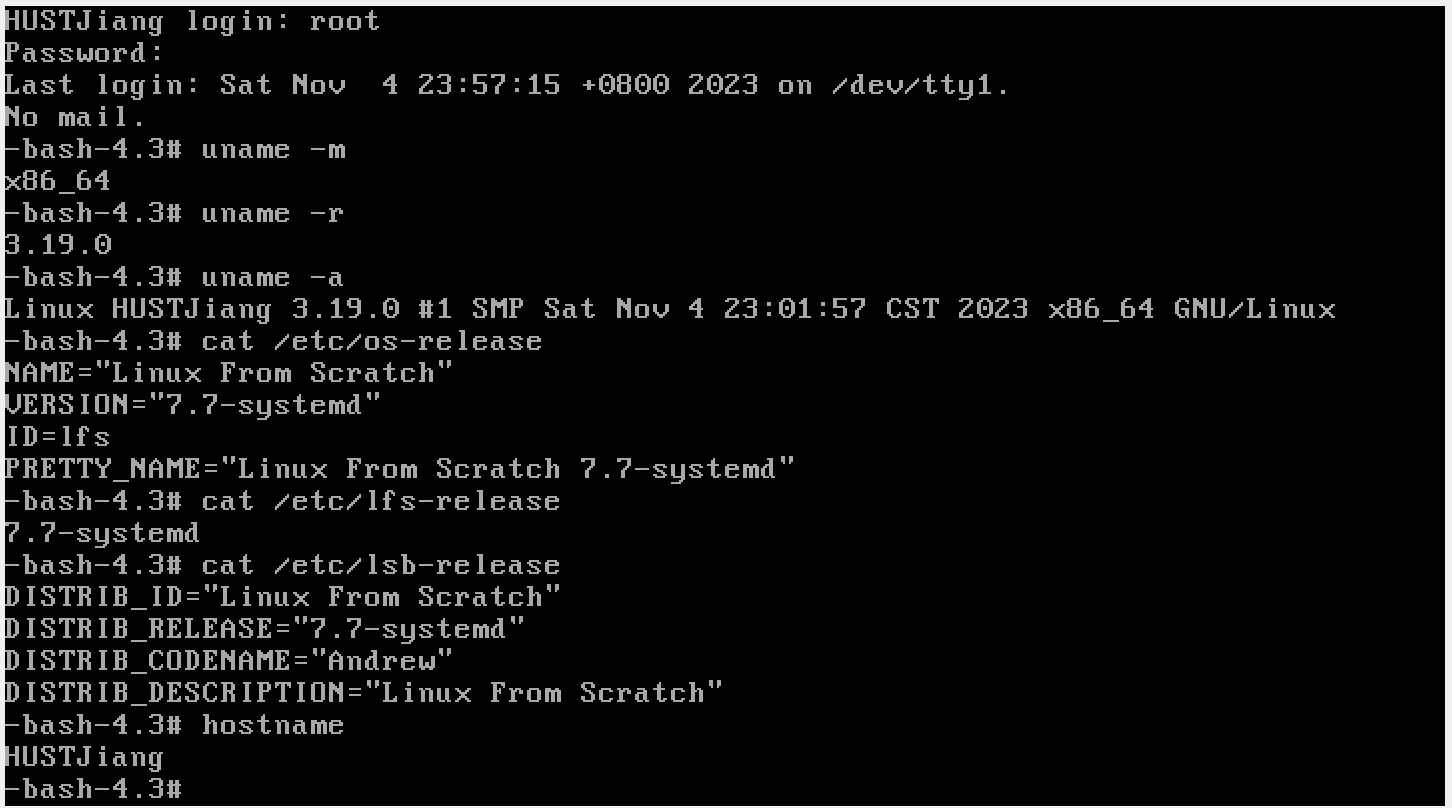 HUSTJiang login: root
Password:
Last login: Sat Nov  4 23:57:15 +0800 2023 on /dev/tty1.
No mail.
-bash-4.3# uname -m
x86_64
-bash-4.3# uname -r
3.19.0
-bash-4.3# uname -a
Linux HUSTJiang 3.19.0 #1 SMP Sat Nov 4 23:01:57 CST 2023 x86_64 GNU/Linux
-bash-4.3# cat /etc/os-release
NAME="Linux From Scratch"
VERSION="7.7-systemd"
ID=lfs
PRETTY_NAME="Linux From Scratch 7.7-systemd"
-bash-4.3# cat /etc/lfs-release
7.7-systemd
-bash-4.3# cat /etc/lsb-release
DISTRIB_ID="Linux From Scratch"
DISTRIB_RELEASE="7.7-systemd"
DISTRIB_CODENAME="Andrew"
DISTRIB_DESCRIPTION="Linux From Scratch"
-bash-4.3# hostname
HUSTJiang
-bash-4.3#